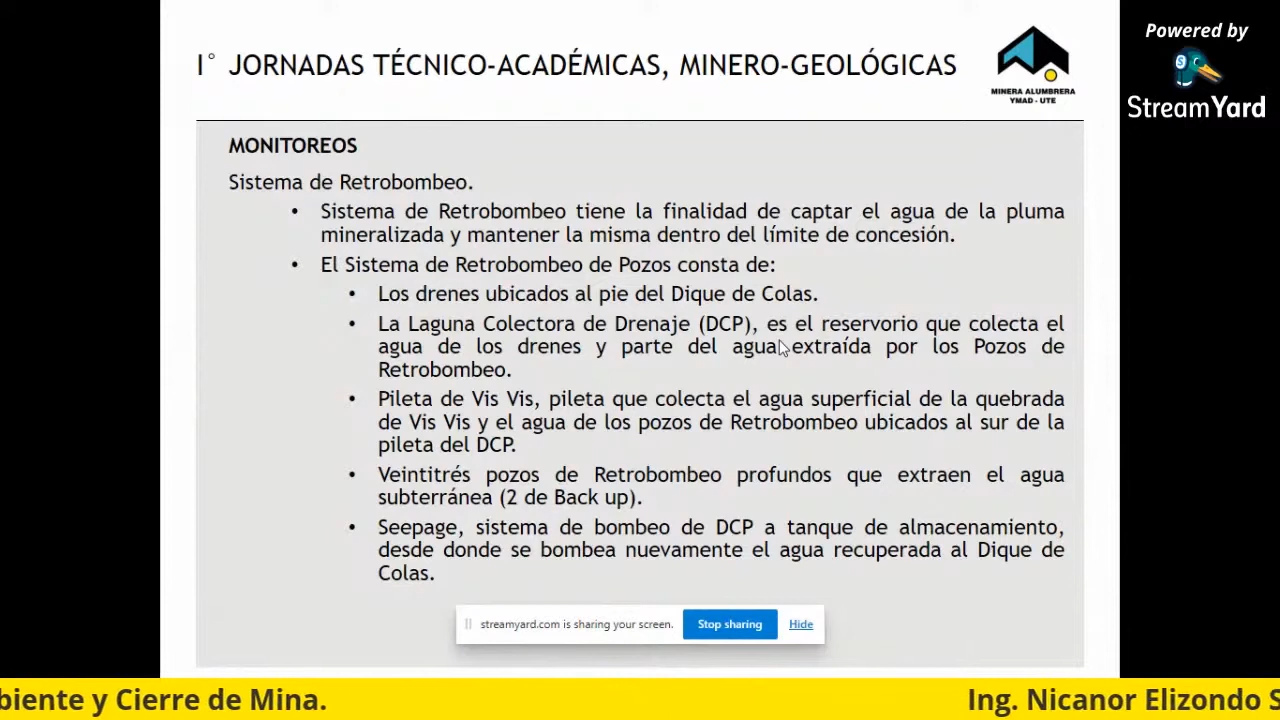 I° JORNADAS TÉCNICO-ACADÉMICAS, MINERO-GEOLÓGICAS
MINERA ALUMBRERA
YMAD - UTE
Powered by
StreamYard
MONITOREOS
Sistema de Retrobombeo.
• Sistema de Retrobombeo tiene la finalidad de captar el agua de la pluma
mineralizada y mantener la misma dentro del límite de concesión.
• El Sistema de Retrobombeo de Pozos consta de:
• Los drenes ubicados al pie del Dique de Colas.
• La Laguna Colectora de Drenaje (DCP), es el reservorio que colecta el
agua de los drenes y parte del agua extraída por los Pozos de
Retrobombeo.
• Pileta de Vis Vis, pileta que colecta el agua superficial de la quebrada
de Vis Vis y el agua de los pozos de Retrobombeo ubicados al sur de la
pileta del DCP.
• Veintitrés pozos de Retrobombeo profundos que extraen el agua
subterránea (2 de Back up).
• Seepage, sistema de bombeo de DCP a tanque de almacenamiento,
desde donde se bombea nuevamente el agua recuperada al Dique de
Colas.
streamyard.com is sharing your screen. Stop sharing Hide
biente y Cierre de Mina. Ing. Nicanor Elizondo S